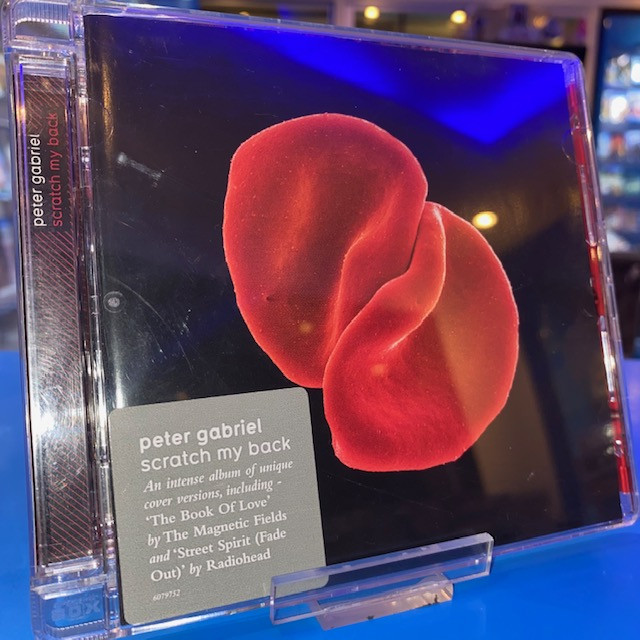 peter gabriel
scratch my back
peter gabriel
scratch my back
An intense album of unique
cover versions, including -
'The Book Of Love'
by The Magnetic Fields
and 'Street Spirit (Fade
Out)' by Radiohead
6079752